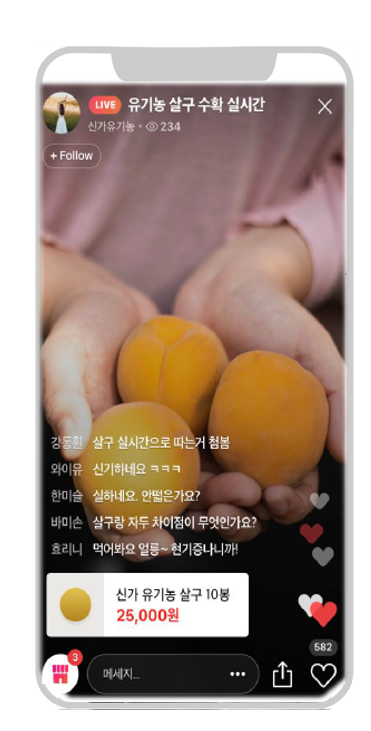 LIVE 유기농 살구 수확 실시간
신가유기농 • 234
+ Follow
강동훤 살구 실시간으로 따는거 첨봄
와이유 신기하네요 ㅋㅋㅋ
한미슬 실하네요. 안떫은가요?
바미손 살구랑 자두 차이점이 무엇인가요?
효리니 먹어봐요 얼릉~ 현기증나니까!
신가 유기농 살구 10봉
25,000원
582
3
메세지...